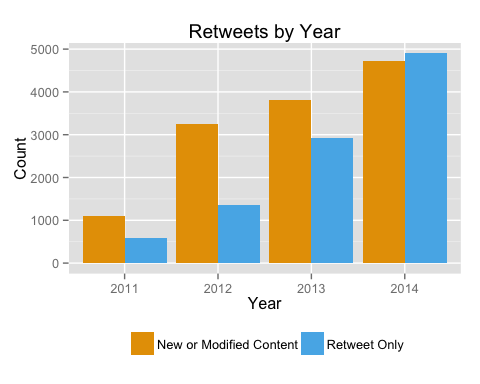 Retweets by Year
5000
4000
3000
2000
1000
0
Count
2011 2012 2013 2014
Year
New or Modified Content Retweet Only